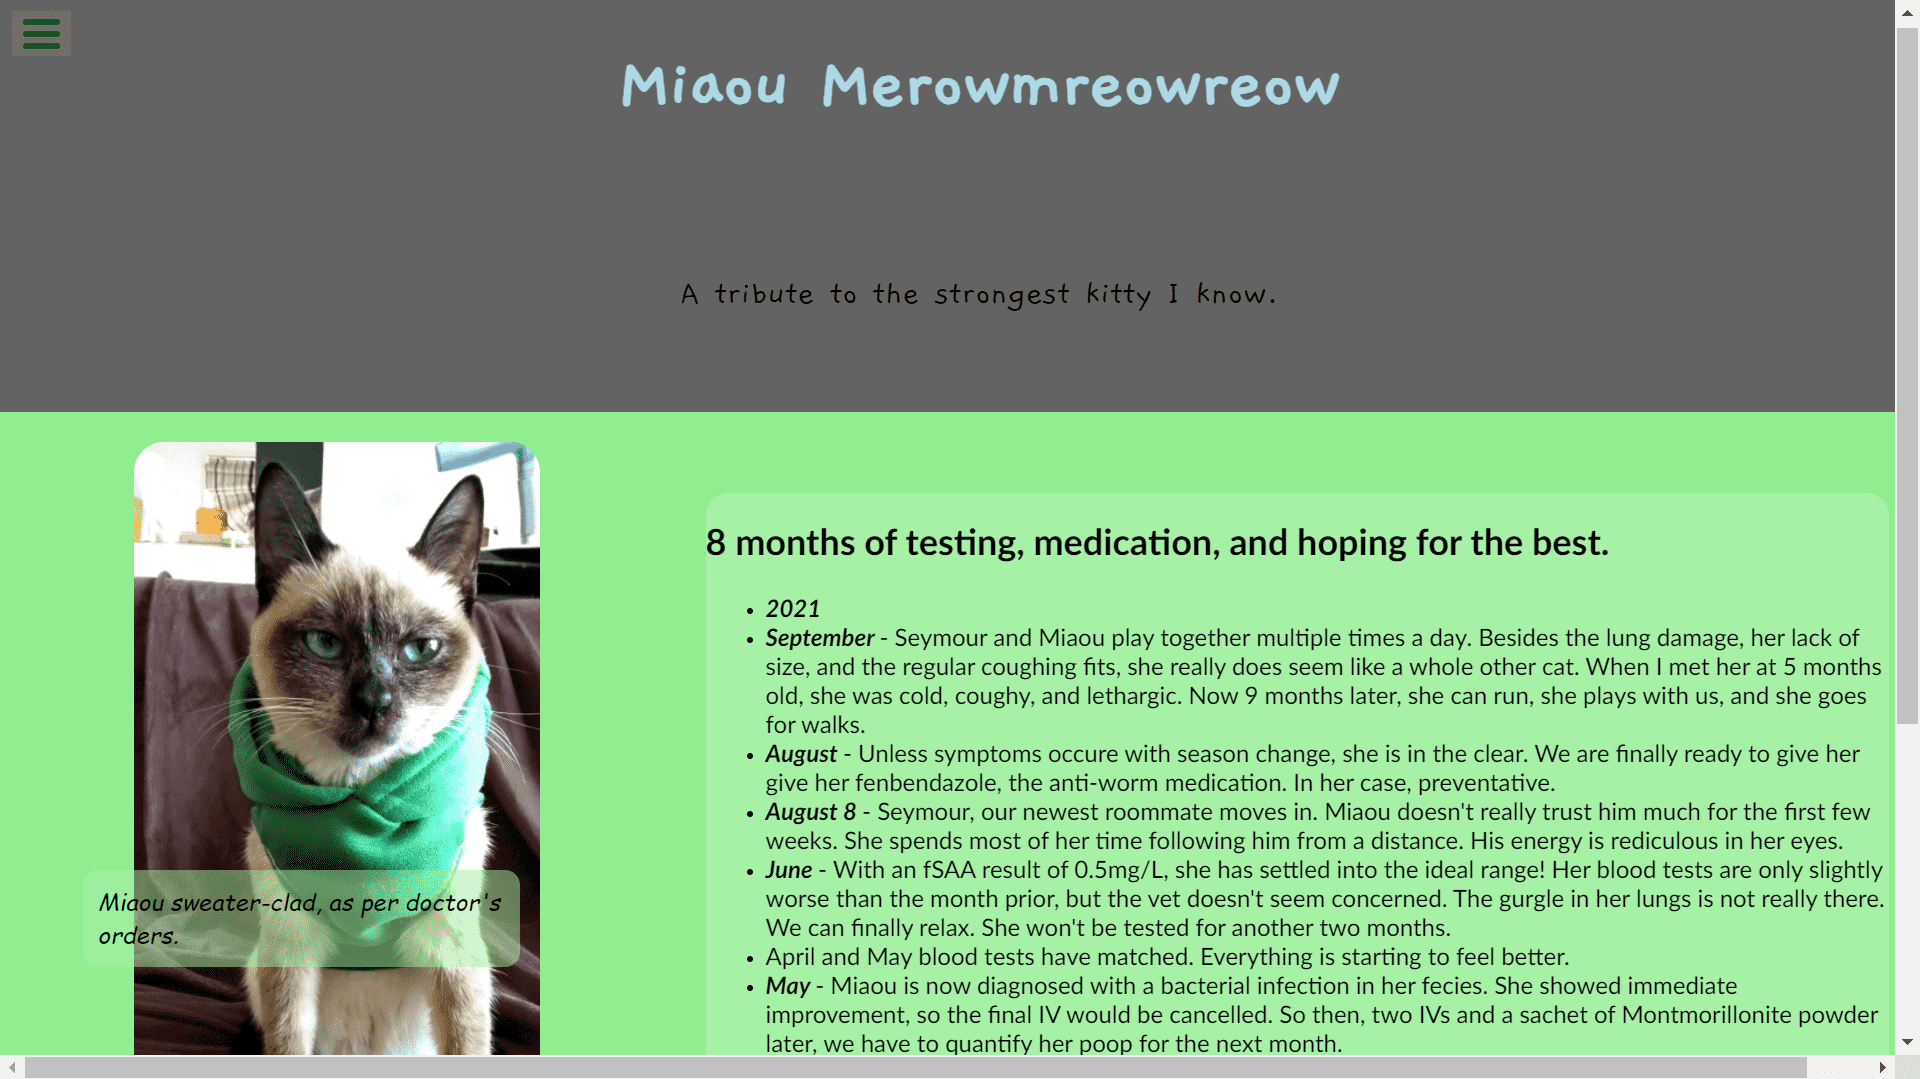 Miaou Merowmreowreow
A tribute to the strongest kitty I know.
Miaou sweater-clad, as per doctor's
orders.
8 months of testing, medication, and hoping for the best.
• 2021
• September - Seymour and Miaou play together multiple times a day. Besides the lung damage, her lack of
size, and the regular coughing fits, she really does seem like a whole other cat. When I met her at 5 months
old, she was cold, coughy, and lethargic. Now 9 months later, she can run, she plays with us, and she goes
for walks.
• August - Unless symptoms occure with season change, she is in the clear. We are finally ready to give her
give her fenbendazole, the anti-worm medication. In her case, preventative.
• August 8 - Seymour, our newest roommate moves in. Miaou doesn't really trust him much for the first few
weeks. She spends most of her time following him from a distance. His energy is rediculous in her eyes.
• June - With an fSAA result of 0.5mg/L, she has settled into the ideal range! Her blood tests are only slightly
worse than the month prior, but the vet doesn't seem concerned. The gurgle in her lungs is not really there.
We can finally relax. She won't be tested for another two months.
• April and May blood tests have matched. Everything is starting to feel better.
• May - Miaou is now diagnosed with a bacterial infection in her fecies. She showed immediate
improvement, so the final IV would be cancelled. So then, two IVs and a sachet of Montmorillonite powder
later, we have to quantify her poop for the next month.